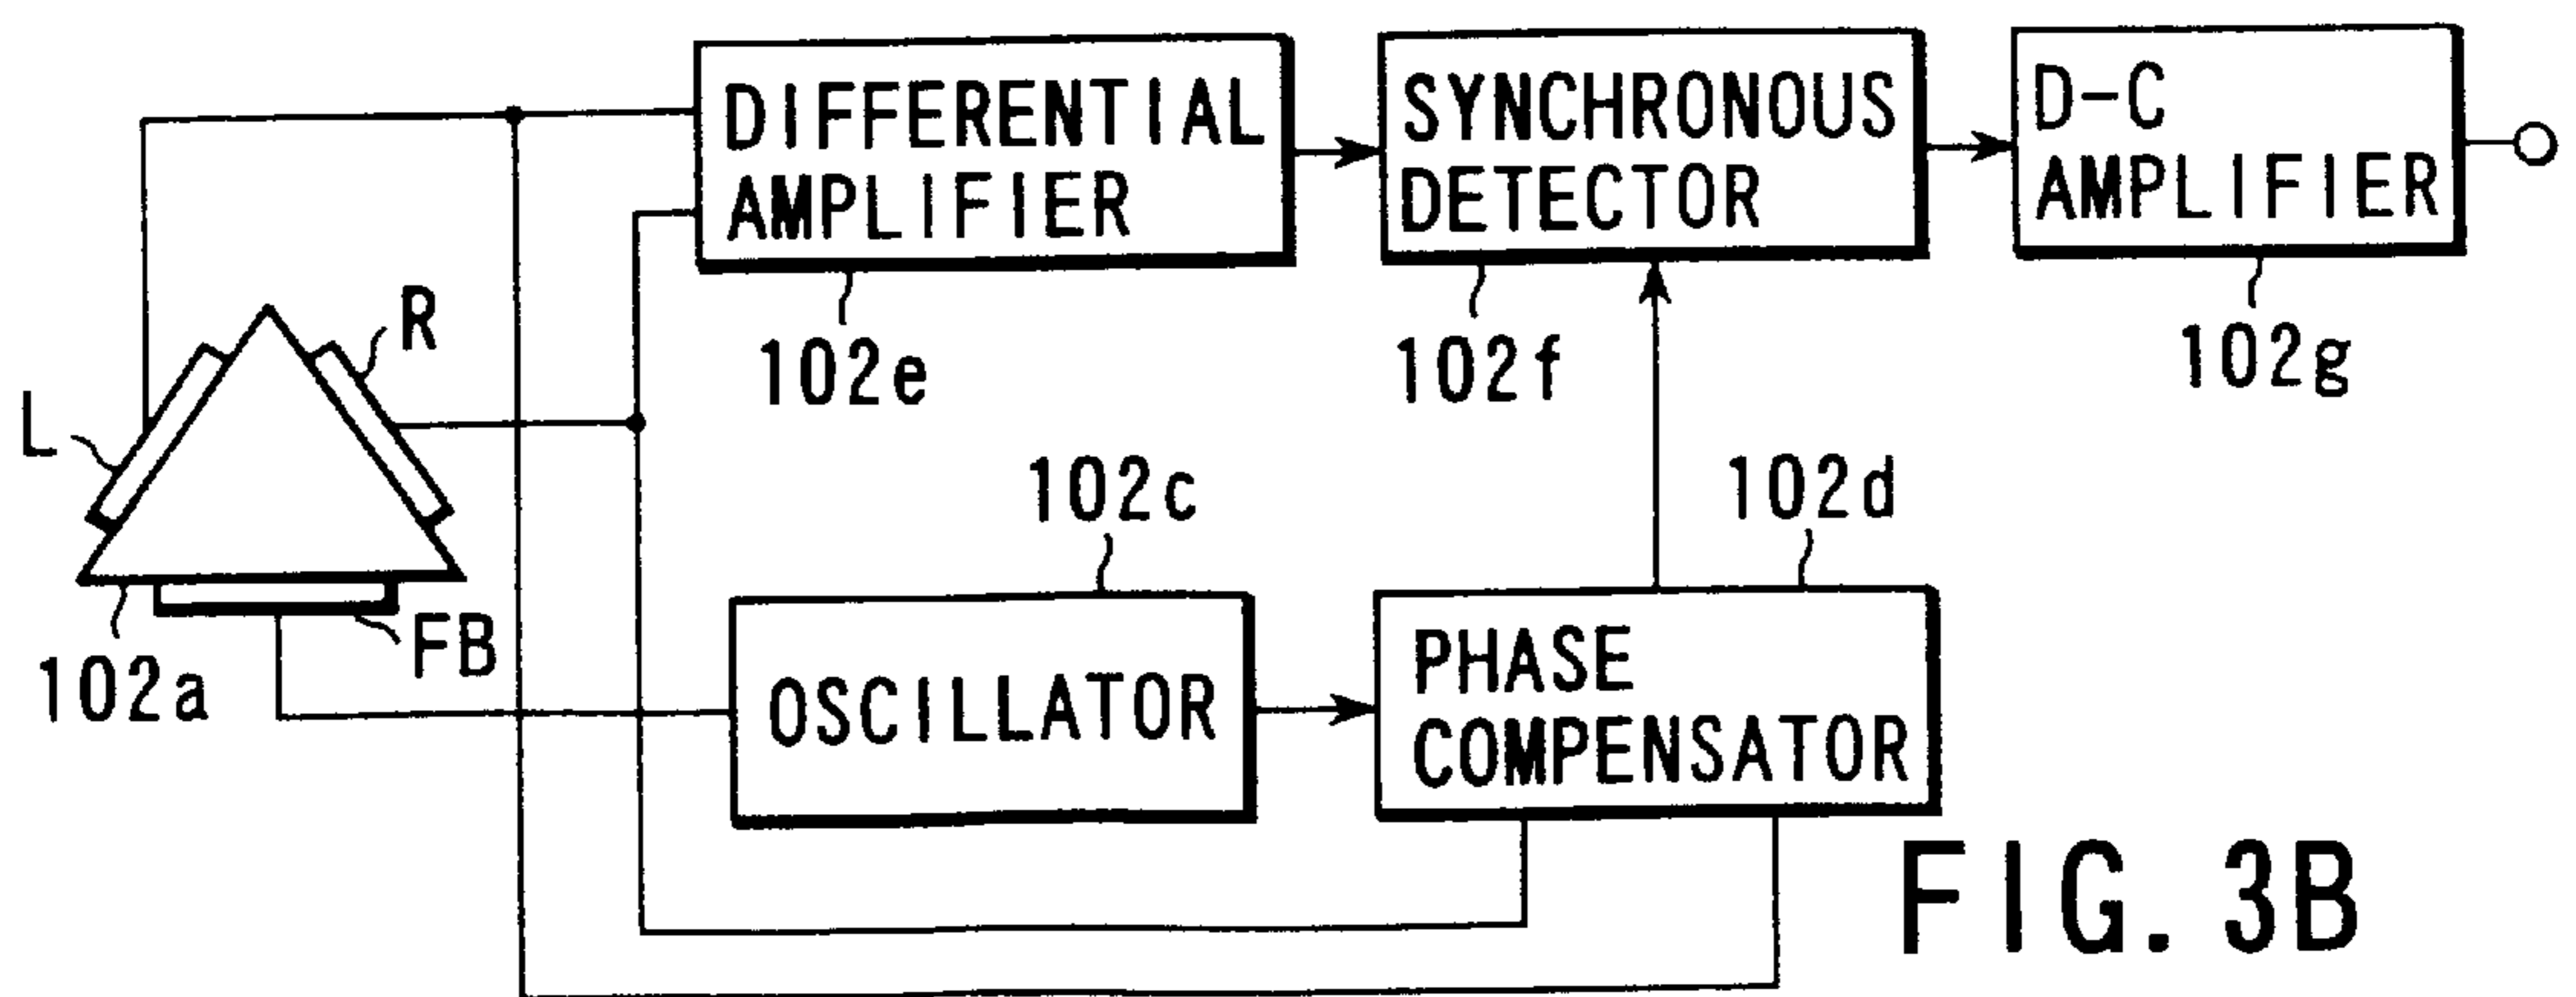 DIFFERENTIAL
AMPLIFIER
SYNCHRONOUS
DETECTOR
D-C
AMPLIFIER
R
102e
102f
102g
L
102c
102d
FB
102a
OSCILLATOR
PHASE
COMPENSATOR
FIG. 3B